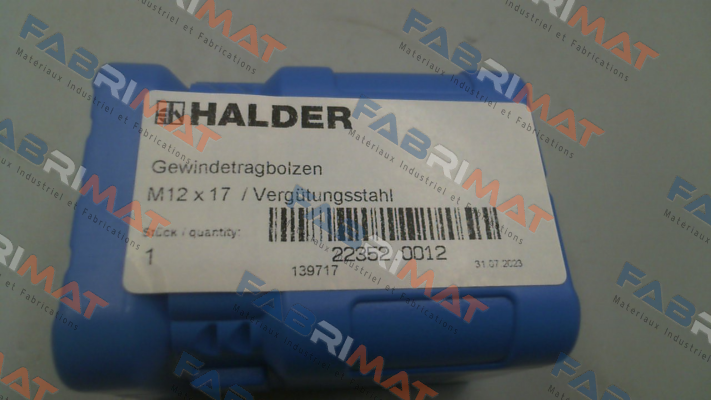 HALDER
Gewindetragbolzen
M12 x 17 / Vergütungsstahl
Stück / quantity:
1
22352.0012
139717
31.07.2023
FABRIMAT
Materiaux Industriel et Fabrications